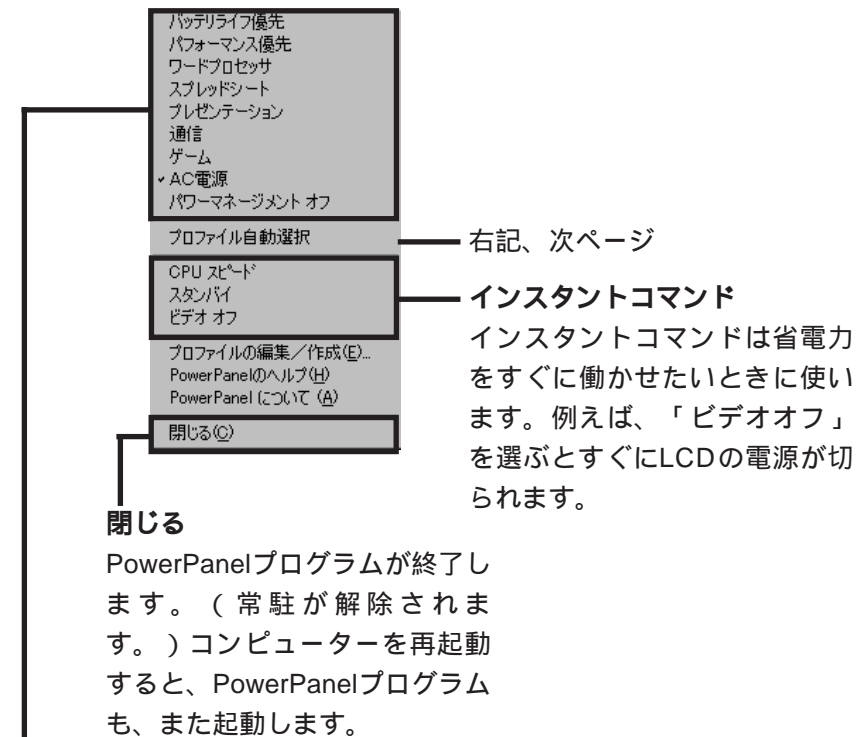 バッテリライフ優先
パフォーマンス優先
ワードプロセッサ
スプレッドシート
プレゼンテーション
通信
ゲーム
✓AC電源
パワーマネージメント オフ
プロファイル自動選択
右記、次ページ
CPU スピード
スタンバイ
ビデオ オフ
インスタントコマンド
インスタントコマンドは省電力
をすぐに働かせたいときに使い
ます。例えば、「ビデオオフ」
を選ぶとすぐにLCDの電源が切
られます。
プロファイルの編集／作成(E)...
PowerPanelのヘルプ(H)
PowerPanel について (A)
閉じる(C)
閉じる
PowerPanelプログラムが終了し
ます。（常駐が解除されま
す。）コンピューターを再起動
すると、PowerPanelプログラム
も、また起動します。